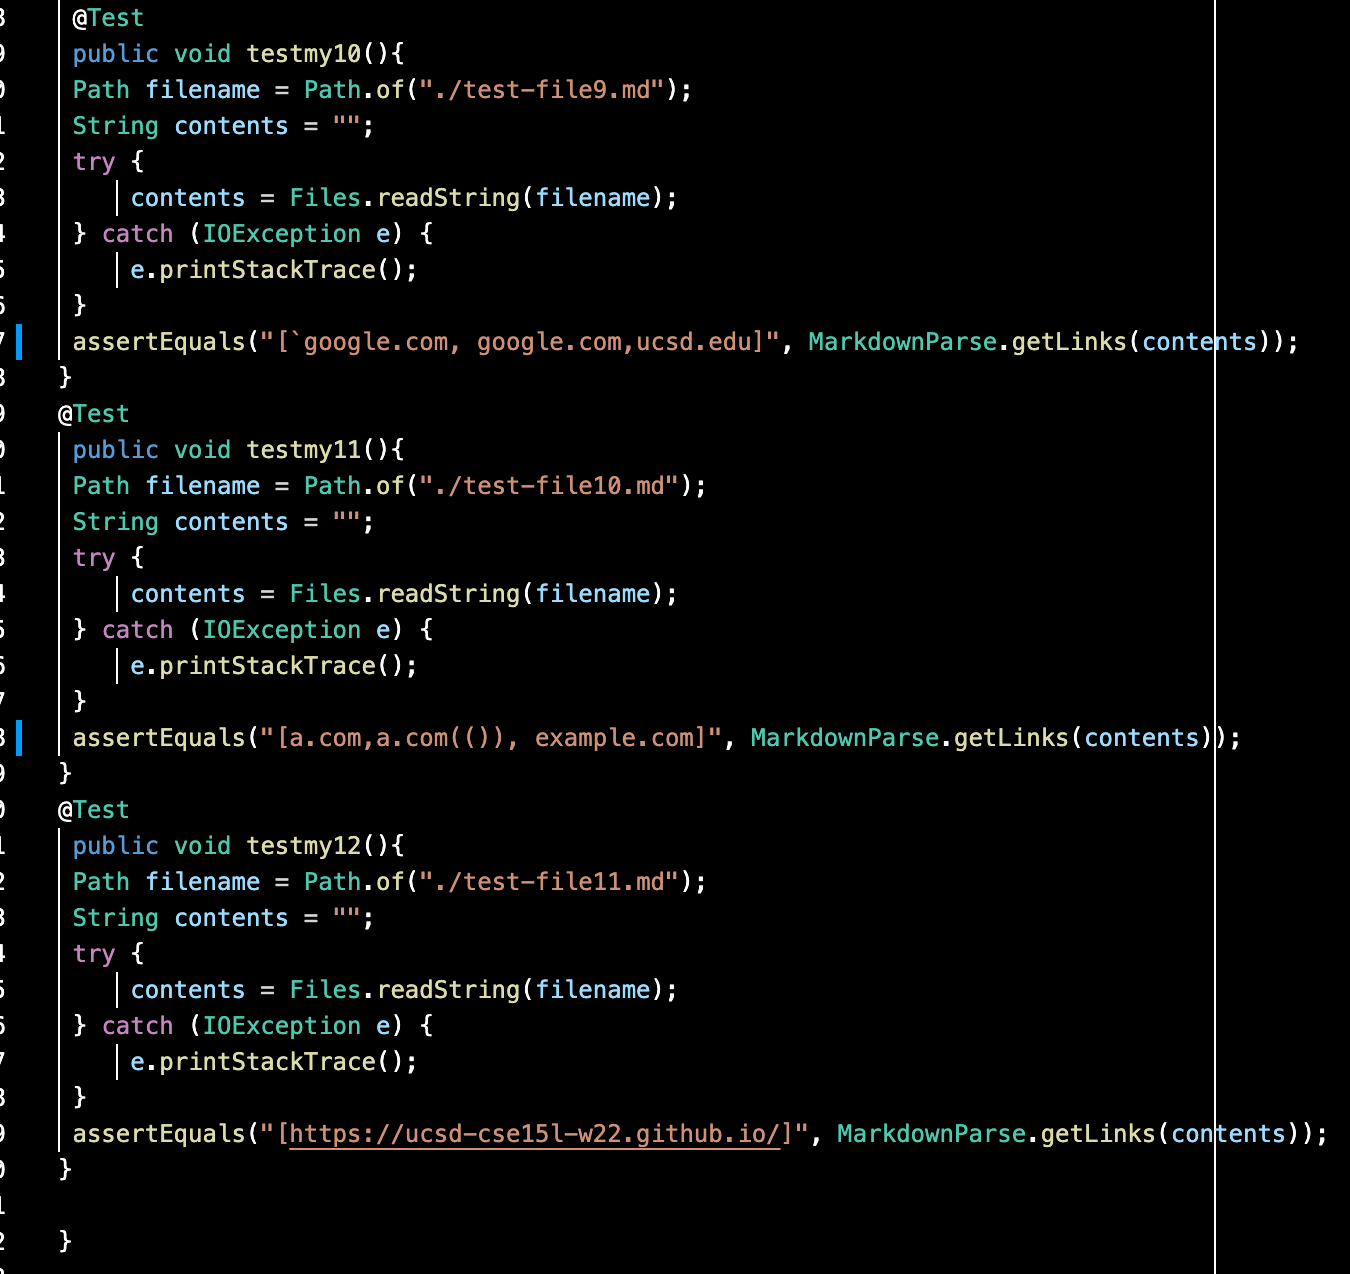 @Test
public void testmy10(){
Path filename = Path.of("./test-file9.md");
String contents = "";
try {
contents = Files.readString(filename);
} catch (IOException e) {
e.printStackTrace();
}
assertEquals("[`google.com, google.com,ucsd.edu]", MarkdownParse.getLinks(contents));
}
@Test
public void testmy11(){
Path filename = Path.of("./test-file10.md");
String contents = "";
try {
contents = Files.readString(filename);
} catch (IOException e) {
e.printStackTrace();
}
assertEquals("[a.com,a.com(()), example.com]", MarkdownParse.getLinks(contents));
}
@Test
public void testmy12(){
Path filename = Path.of("./test-file11.md");
String contents = "";
try {
contents = Files.readString(filename);
} catch (IOException e) {
e.printStackTrace();
}
assertEquals("[https://ucsd-cse15l-w22.github.io/]", MarkdownParse.getLinks(contents));
}
}